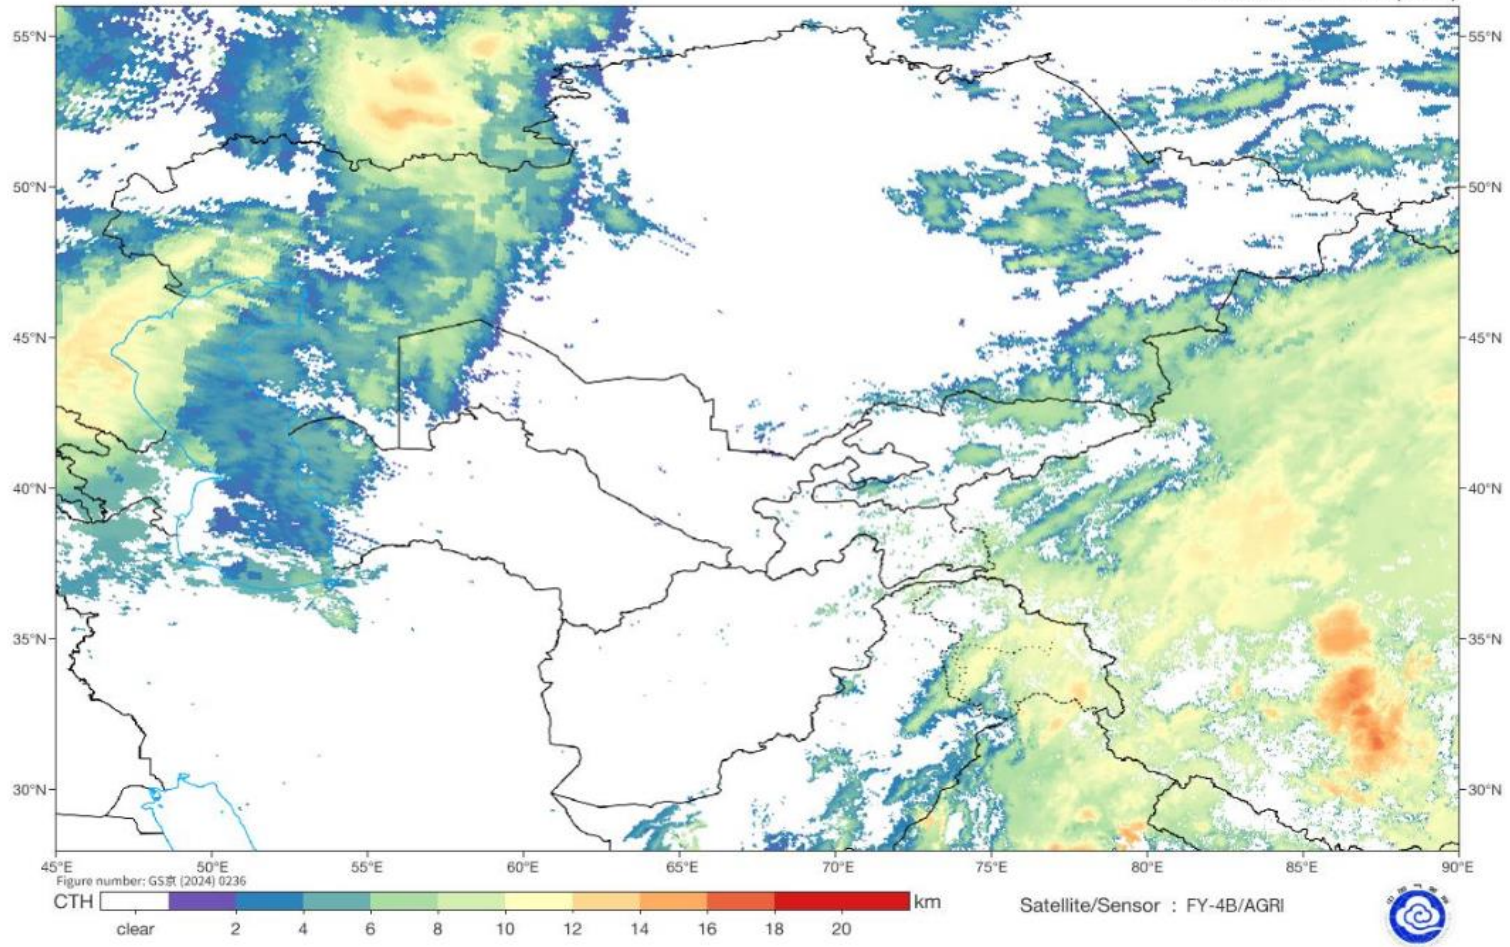 55°N 55°N
50°N 50°N
45°N 45°N
40°N 40°N
35°N 35°N
30°N 30°N
45°E 50°E 55°E 60°E 65°E 70°E 75°E 80°E 85°E 90°E
Figure number: GS京 (2024) 0236
CTH km
clear 2 4 6 8 10 12 14 16 18 20
Satellite/Sensor : FY-4B/AGRI